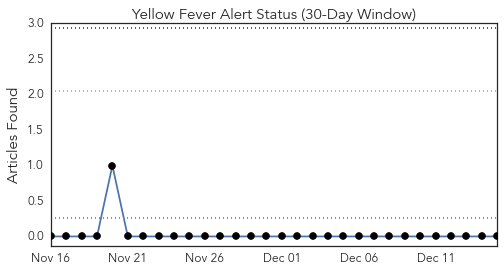 Yellow Fever Alert Status (30-Day Window)
Articles Found
3.0
2.5
2.0
1.5
1.0
0.5
0.0
Nov 16 Nov 21 Nov 26 Dec 01 Dec 06 Dec 11